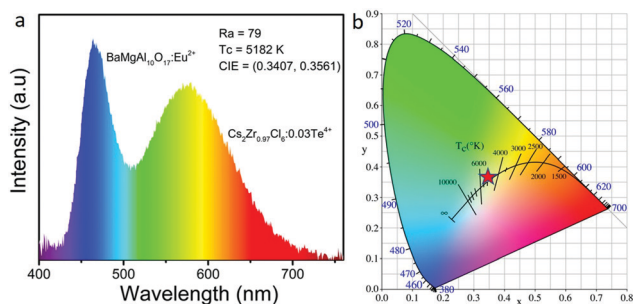 a
Ra = 79
Tc = 5182 K
CIE = (0.3407, 0.3561)
BaMgAl₁₀O₁₇:Eu²⁺
Cs₂Zr₀.₉₇Cl₆:0.03Te⁴⁺
Intensity (a.u)
400 500 600 700
Wavelength (nm)
b
0.9
0.8
0.7
0.6
0.5
0.4
0.3
0.2
0.1
0.0
y
520
540
560
580
600
620
700
500
490
480
470
460
380
T_C(°K)
∞
10000
6000
4000
3000
2500
2000
1500
0.0 0.1 0.2 0.3 0.4 0.5 0.6 0.7 0.8
x